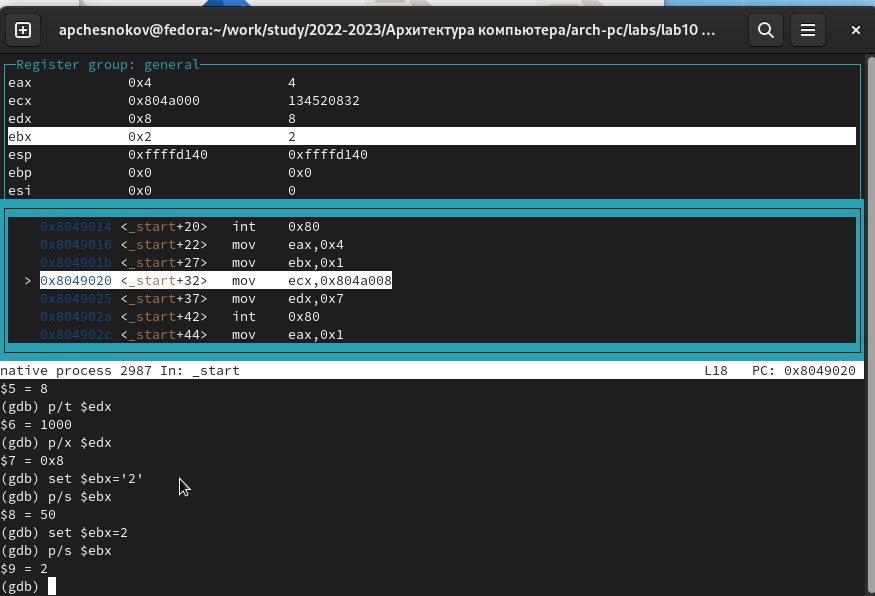 apchesnokov@fedora:~/work/study/2022-2023/Архитектура компьютера/arch-pc/labs/lab10 ...
Register group: general
eax 0x4 4
ecx 0x804a000 134520832
edx 0x8 8
ebx 0x2 2
esp 0xffffd140 0xffffd140
ebp 0x0 0x0
esi 0x0 0
0x8049014 <_start+20> int 0x80
0x8049016 <_start+22> mov eax,0x4
0x804901b <_start+27> mov ebx,0x1
> 0x8049020 <_start+32> mov ecx,0x804a008
0x8049025 <_start+37> mov edx,0x7
0x804902a <_start+42> int 0x80
0x804902c <_start+44> mov eax,0x1
native process 2987 In: _start L18 PC: 0x8049020
$5 = 8
(gdb) p/t $edx
$6 = 1000
(gdb) p/x $edx
$7 = 0x8
(gdb) set $ebx='2'
(gdb) p/s $ebx
$8 = 50
(gdb) set $ebx=2
(gdb) p/s $ebx
$9 = 2
(gdb)